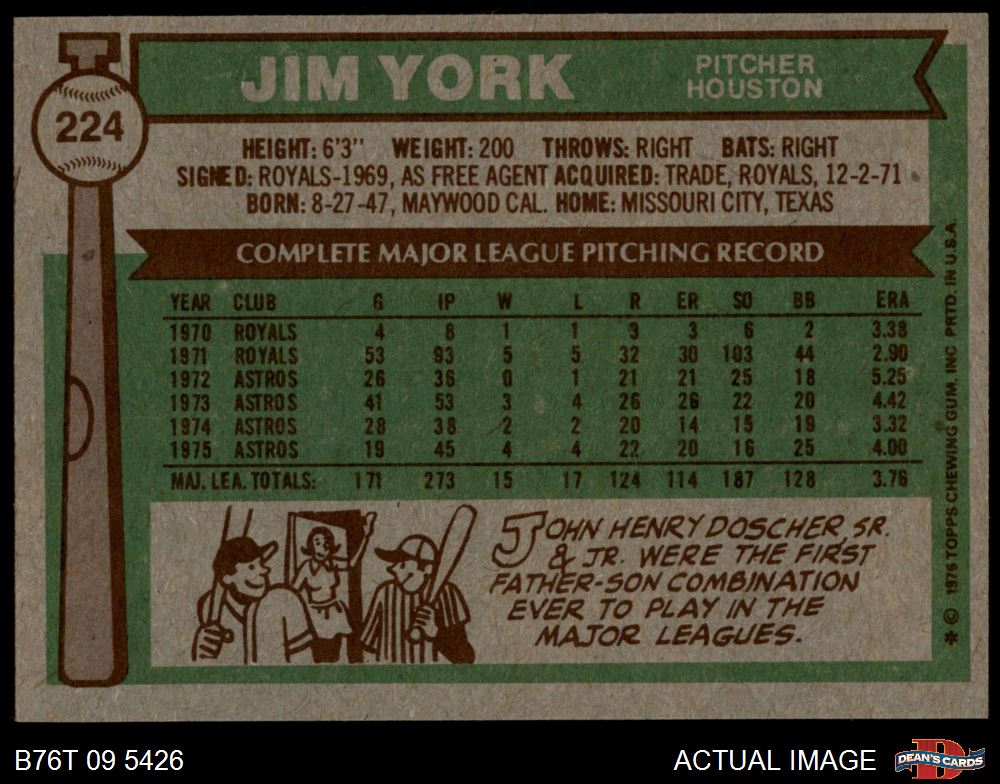 224
JIM YORK
PITCHER
HOUSTON
HEIGHT: 6'3" WEIGHT: 200 THROWS: RIGHT BATS: RIGHT
SIGNED: ROYALS-1969, AS FREE AGENT ACQUIRED: TRADE, ROYALS, 12-2-71
BORN: 8-27-47, MAYWOOD CAL. HOME: MISSOURI CITY, TEXAS
COMPLETE MAJOR LEAGUE PITCHING RECORD
YEAR CLUB G IP W L R ER SO BB ERA
1970 ROYALS 4 8 1 1 3 3 6 2 3.38
1971 ROYALS 53 93 5 5 32 30 103 44 2.90
1972 ASTROS 26 36 0 1 21 21 25 18 5.25
1973 ASTROS 41 53 3 4 26 26 22 20 4.42
1974 ASTROS 28 38 2 2 20 14 15 19 3.32
1975 ASTROS 19 45 4 4 22 20 16 25 4.00
MAJ. LEA. TOTALS: 171 273 15 17 124 114 187 128 3.76
JOHN HENRY DOSCHER, SR.
& JR. WERE THE FIRST
FATHER-SON COMBINATION
EVER TO PLAY IN THE
MAJOR LEAGUES.
* © 1976 TOPPS CHEWING GUM, INC PRTD. IN U.S.A.
B76T 09 5426
ACTUAL IMAGE
DEAN'S CARDS